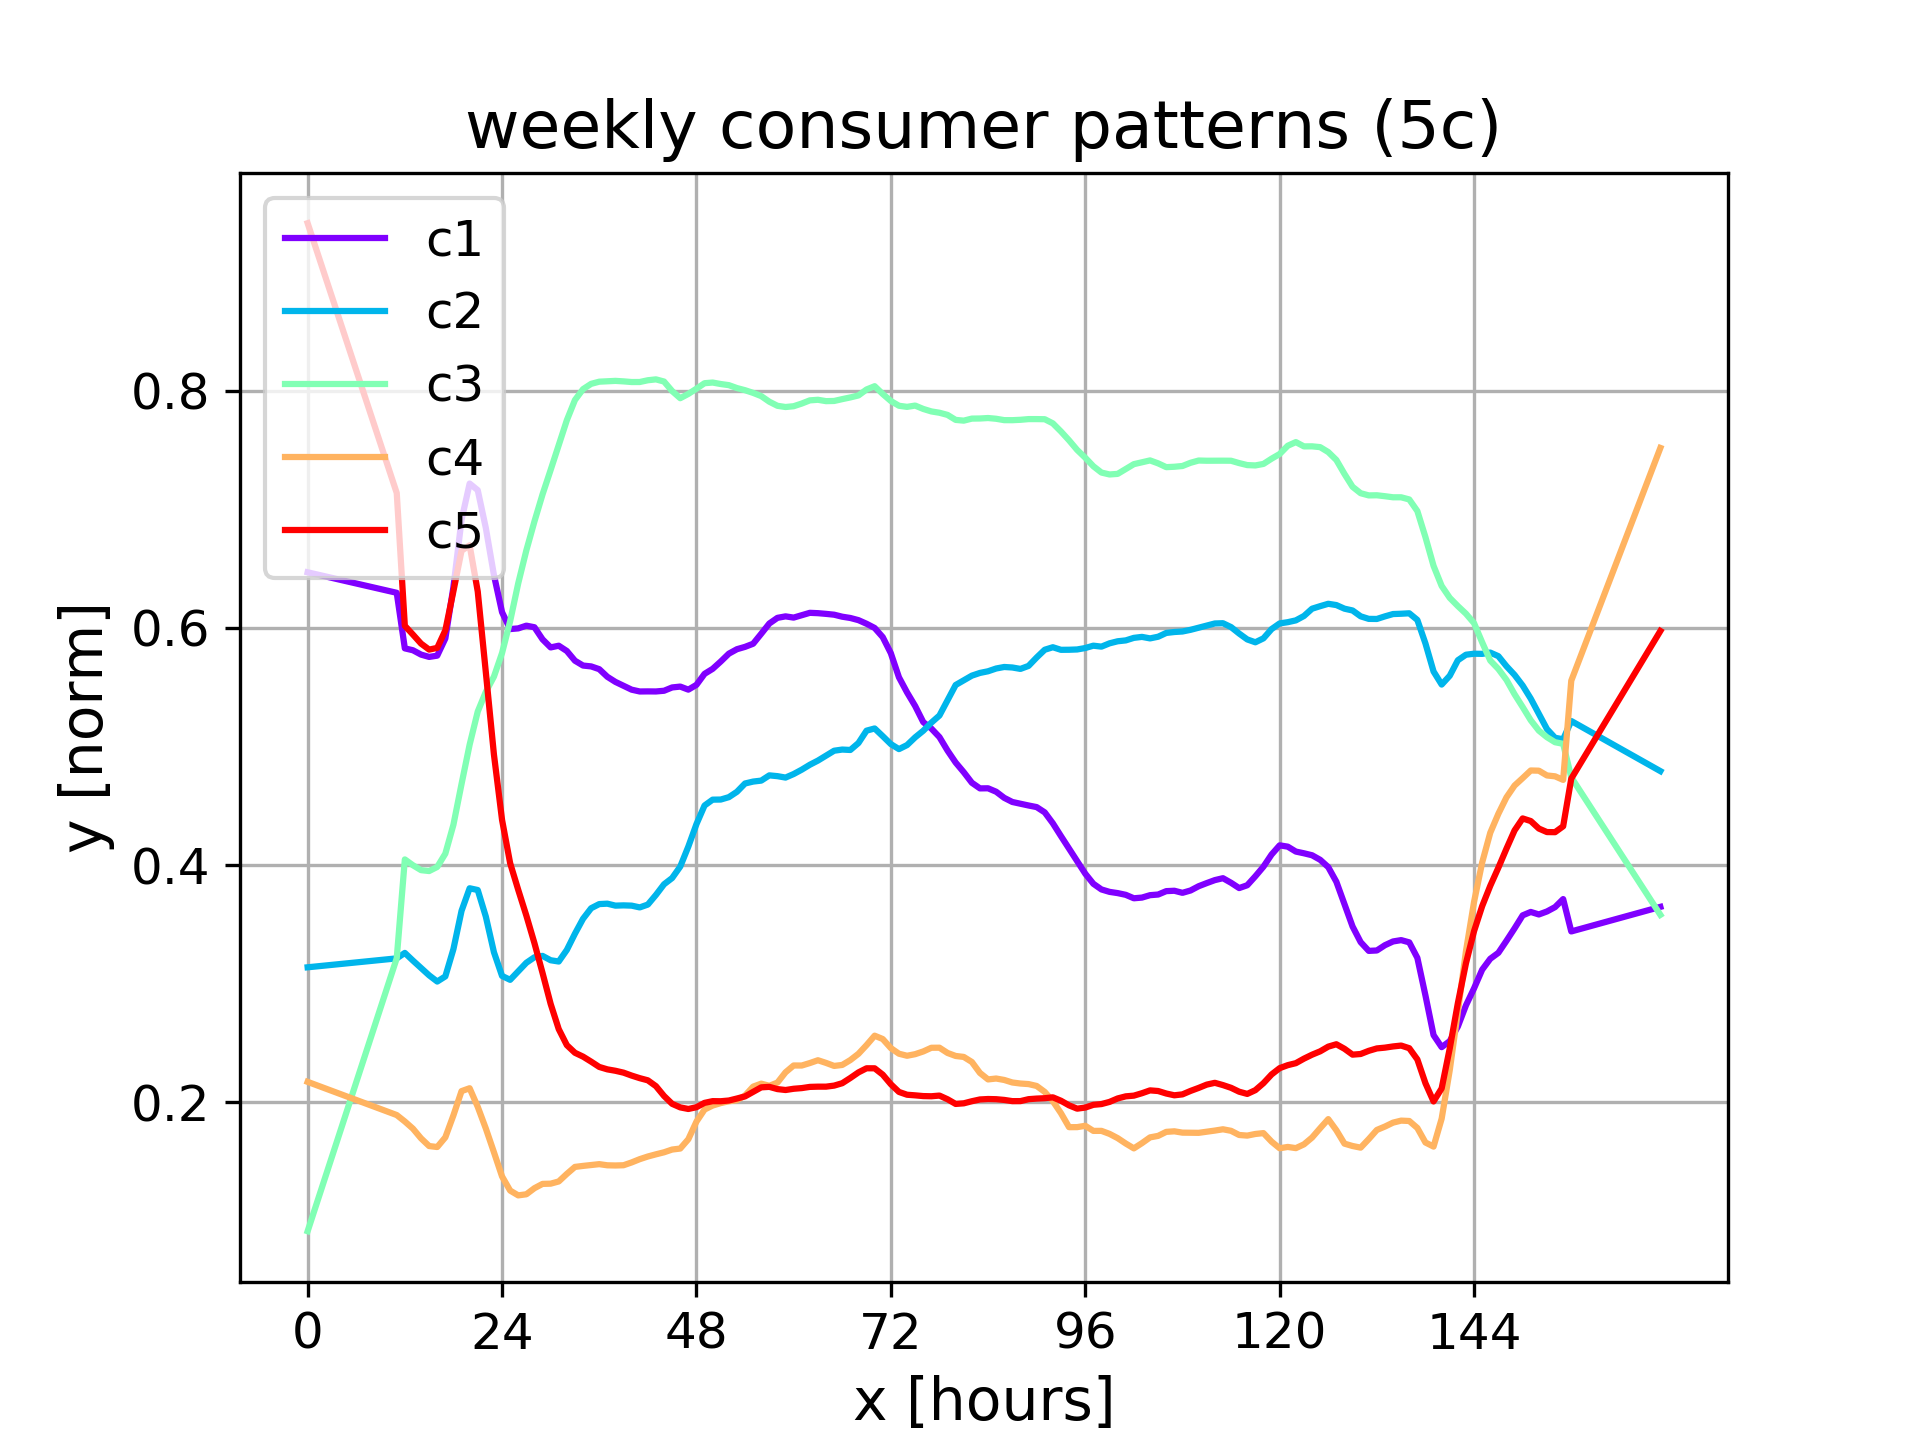 weekly consumer patterns (5c)
c1
c2
c3
c4
c5
y [norm]
0.8
0.6
0.4
0.2
0 24 48 72 96 120 144
x [hours]